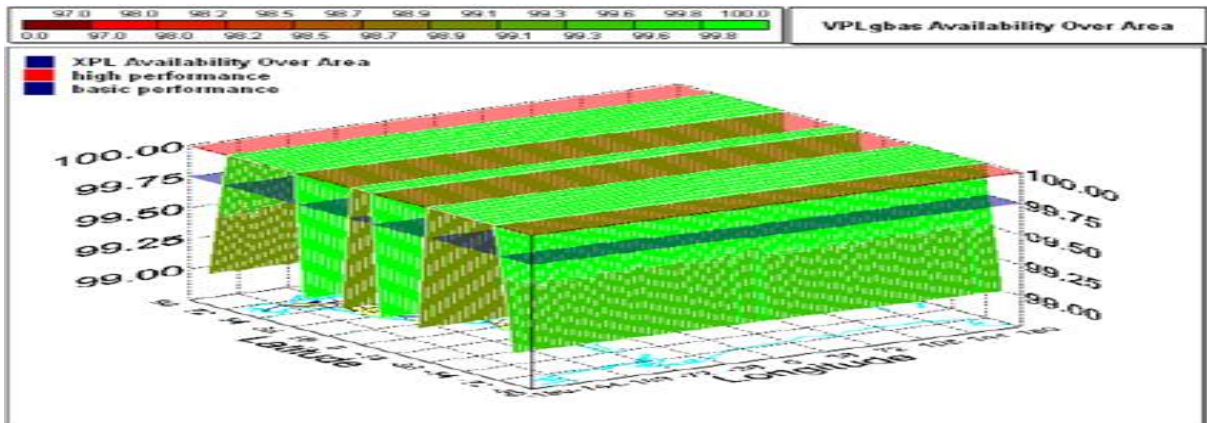 97.0 98.0 98.2 98.5 98.7 98.9 99.1 99.3 99.6 99.8 100.0
0.0 97.0 98.0 98.2 98.5 98.7 98.9 99.1 99.3 99.6 99.8
VPLgbas Availability Over Area
XPL Availability Over Area
high performance
basic performance
100.00
99.75
99.50
99.25
99.00
100.00
99.75
99.50
99.25
99.00
Latitude
Longitude
180